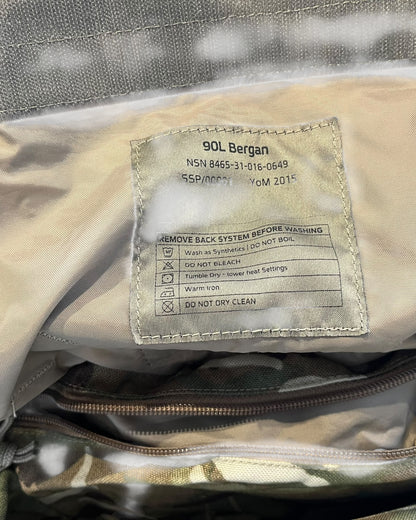 90L Bergan
NSN 8465-31-016-0649
YoM 2015
REMOVE BACK SYSTEM BEFORE WASHING
Wash as Synthetics | DO NOT BOIL
DO NOT BLEACH
Tumble Dry - lower heat Settings
Warm Iron
DO NOT DRY CLEAN